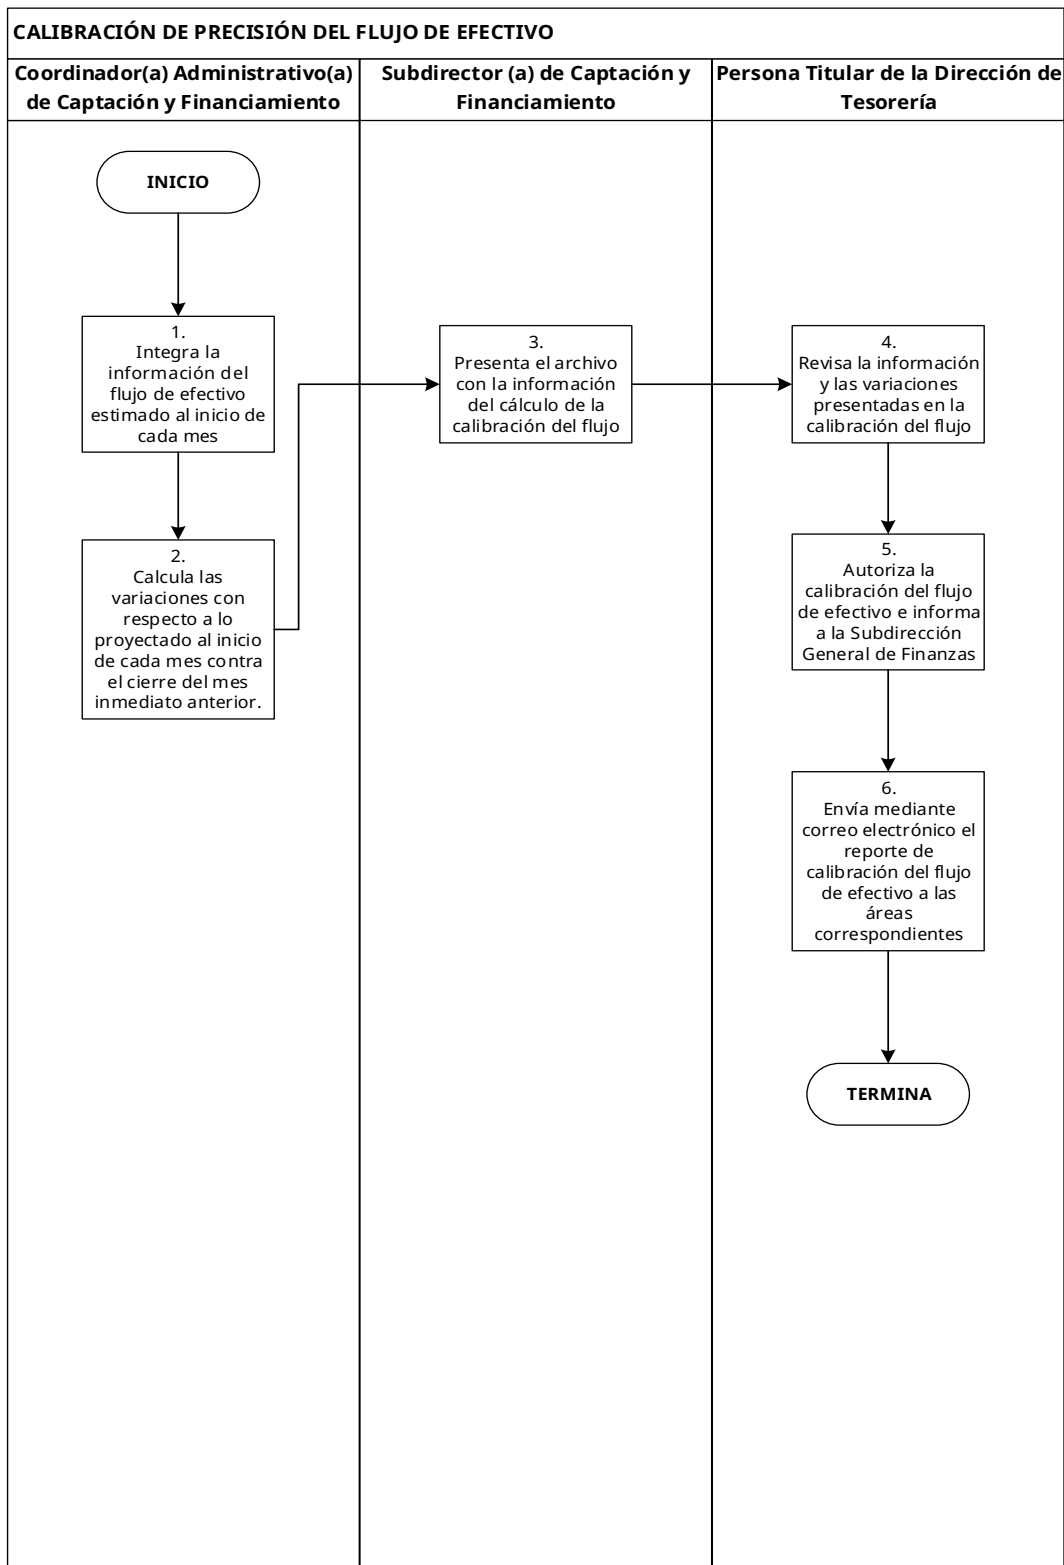 CALIBRACIÓN DE PRECISIÓN DEL FLUJO DE EFECTIVO
Coordinador(a) Administrativo(a)
de Captación y Financiamiento
Subdirector (a) de Captación y
Financiamiento
Persona Titular de la Dirección de
Tesorería
INICIO
1.
Integra la
información del
flujo de efectivo
estimado al inicio de
cada mes
2.
Calcula las
variaciones con
respecto a lo
proyectado al inicio
de cada mes contra
el cierre del mes
inmediato anterior.
3.
Presenta el archivo
con la información
del cálculo de la
calibración del flujo
4.
Revisa la información
y las variaciones
presentadas en la
calibración del flujo
5.
Autoriza la
calibración del flujo
de efectivo e informa
a la Subdirección
General de Finanzas
6.
Envía mediante
correo electrónico el
reporte de
calibración del flujo
de efectivo a las
áreas
correspondientes
TERMINA